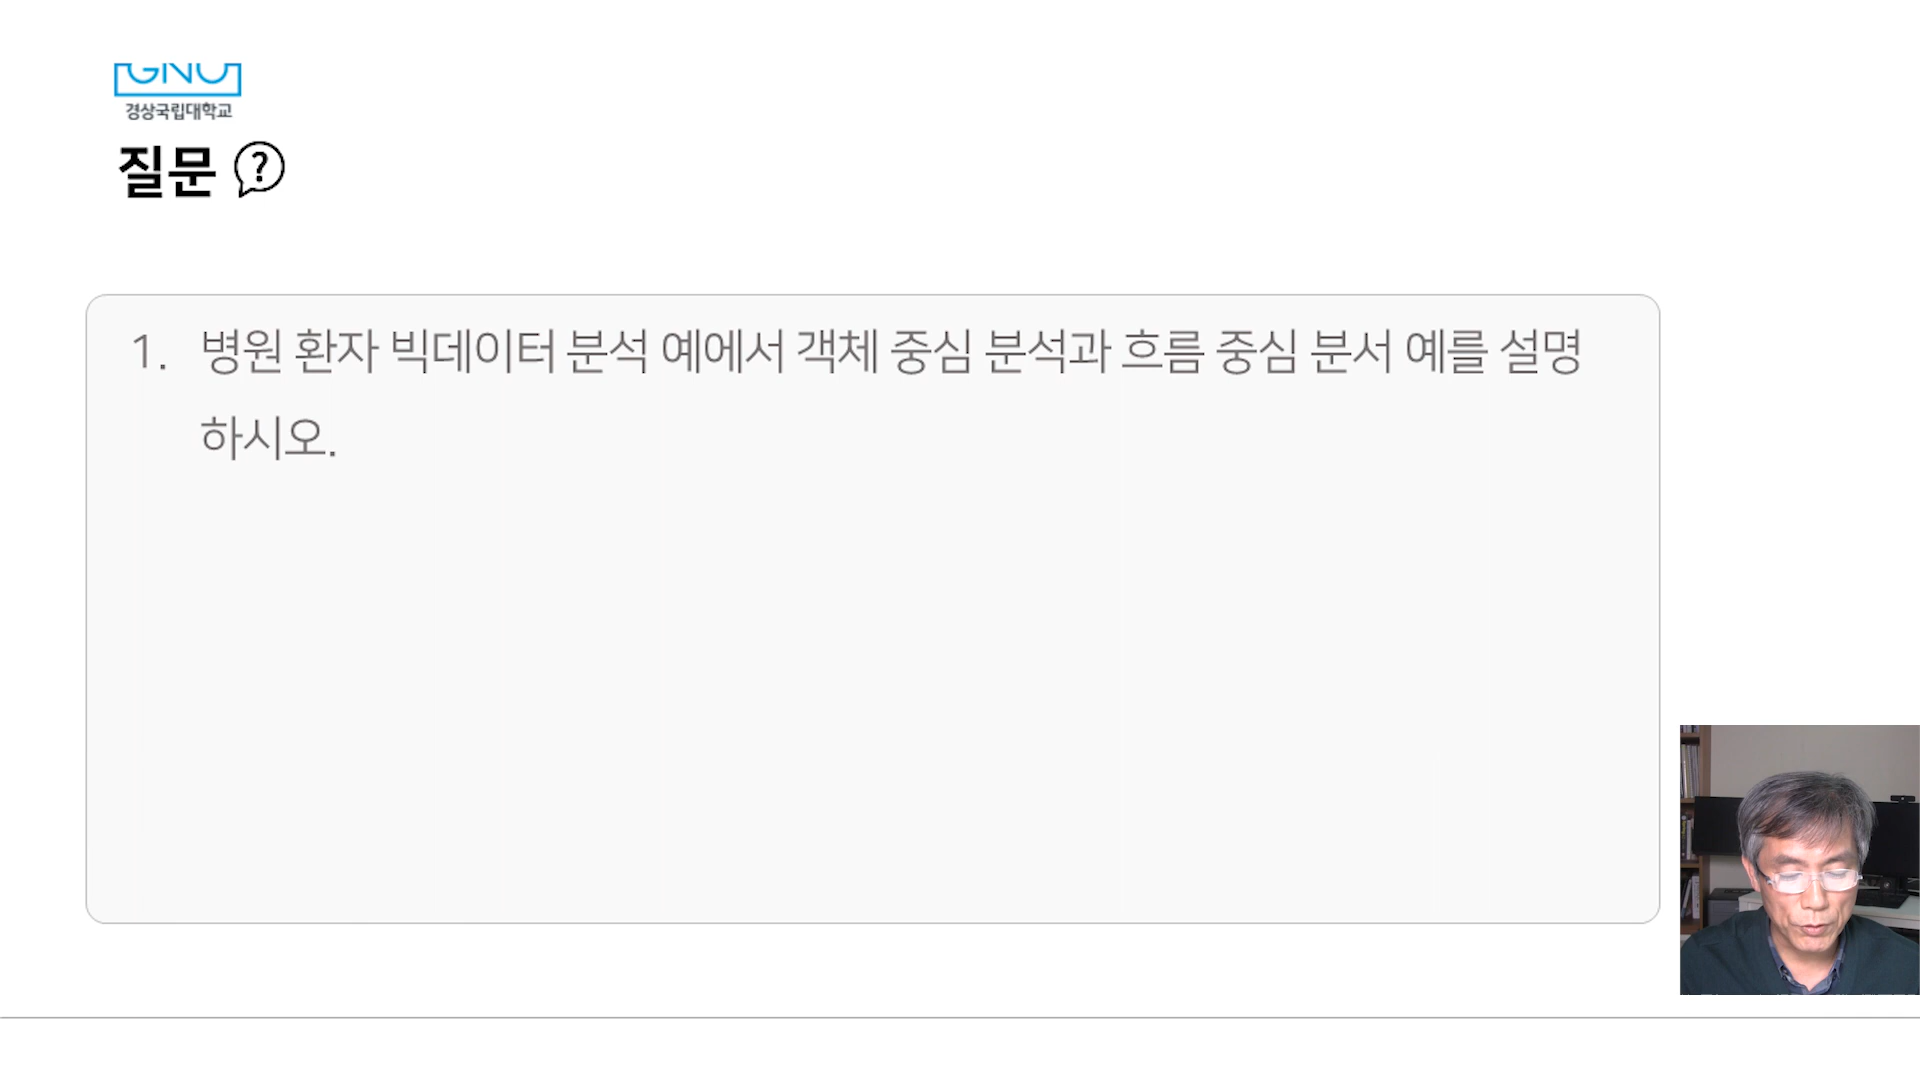 GNU
경상국립대학교
질문 ?
1. 병원 환자 빅데이터 분석 예에서 객체 중심 분석과 흐름 중심 분서 예를 설명
하시오.